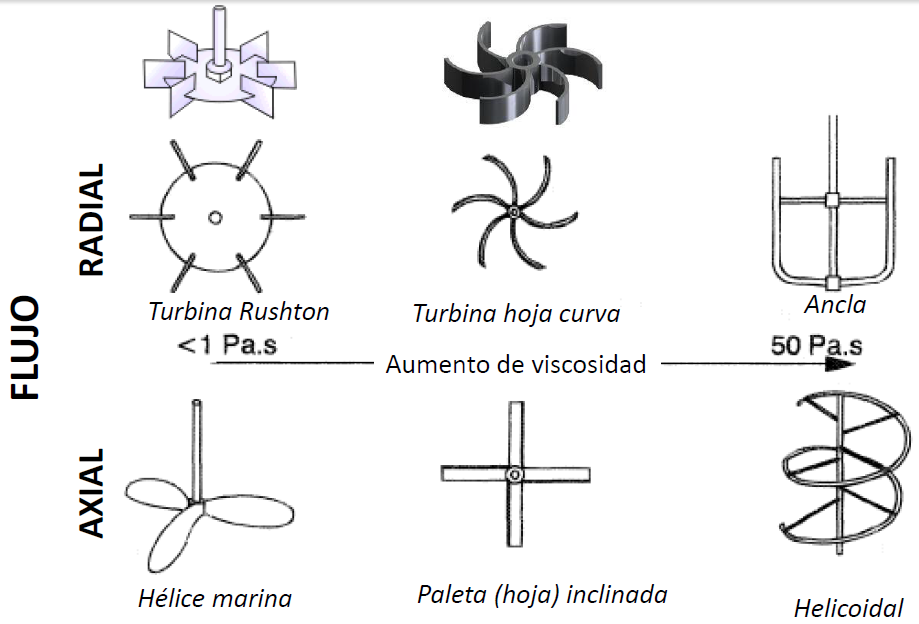 FLUJO
RADIAL
Turbina Rushton
Turbina hoja curva
Ancla
<1 Pa.s
Aumento de viscosidad
50 Pa.s
AXIAL
Hélice marina
Paleta (hoja) inclinada
Helicoidal